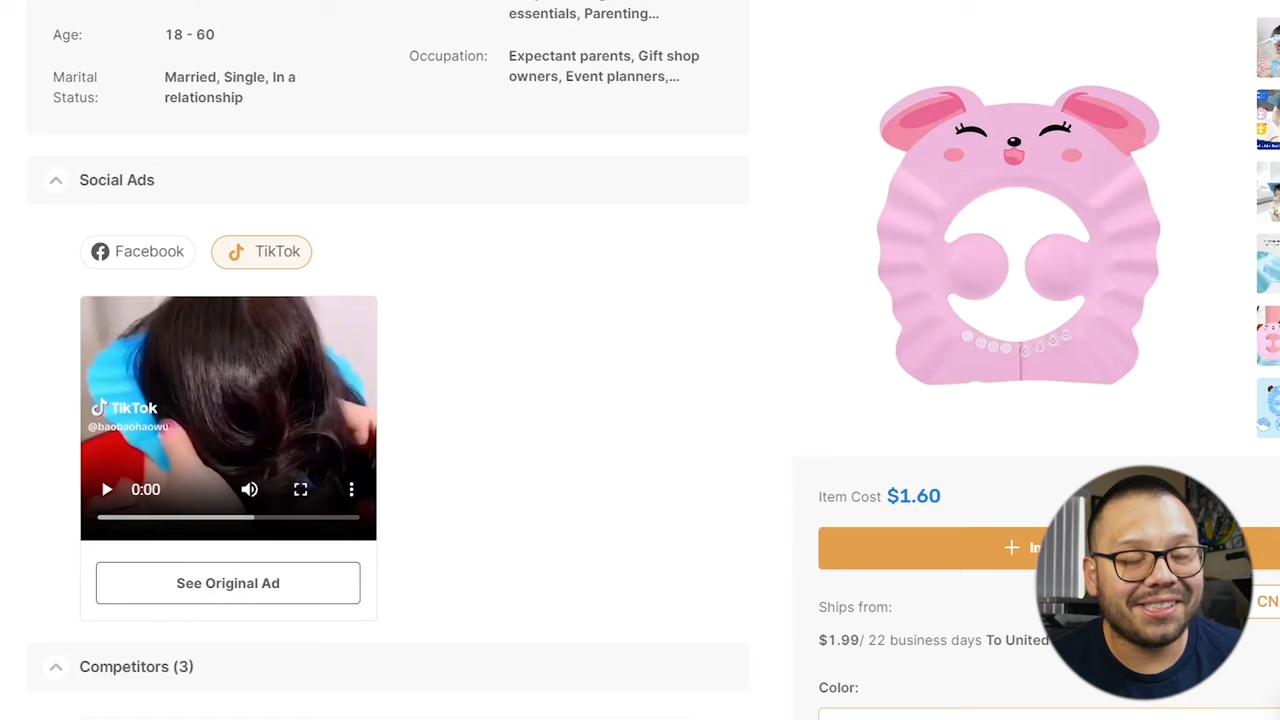 essentials, Parenting...
Age:
18 - 60
Occupation:
Expectant parents, Gift shop
owners, Event planners,...
Marital
Status:
Married, Single, In a
relationship
Social Ads
Facebook
TikTok
TikTok
@baobaohaowu
0:00
See Original Ad
Competitors (3)
Item Cost $1.60
Ships from:
CN
$1.99/ 22 business days To United
Color: